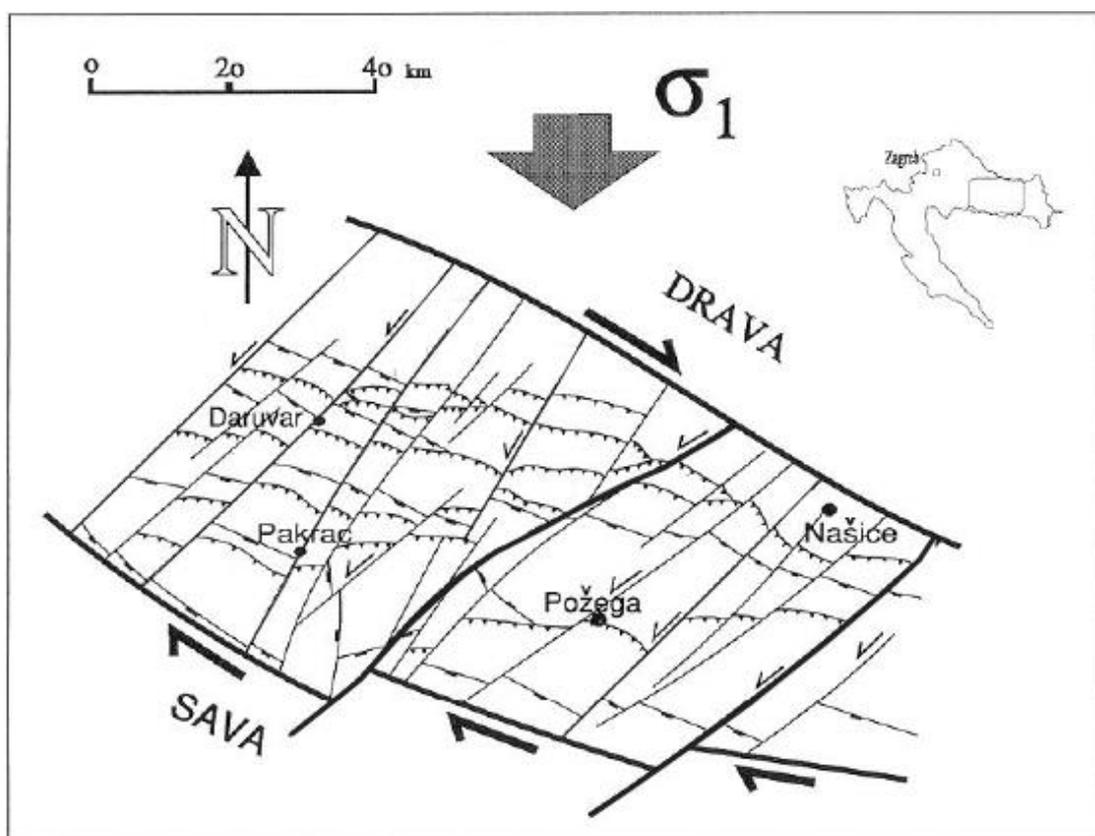 0 20 40 km
σ1
N
Zagreb
DRAVA
Daruvar
Našice
Pakrac
Požega
SAVA